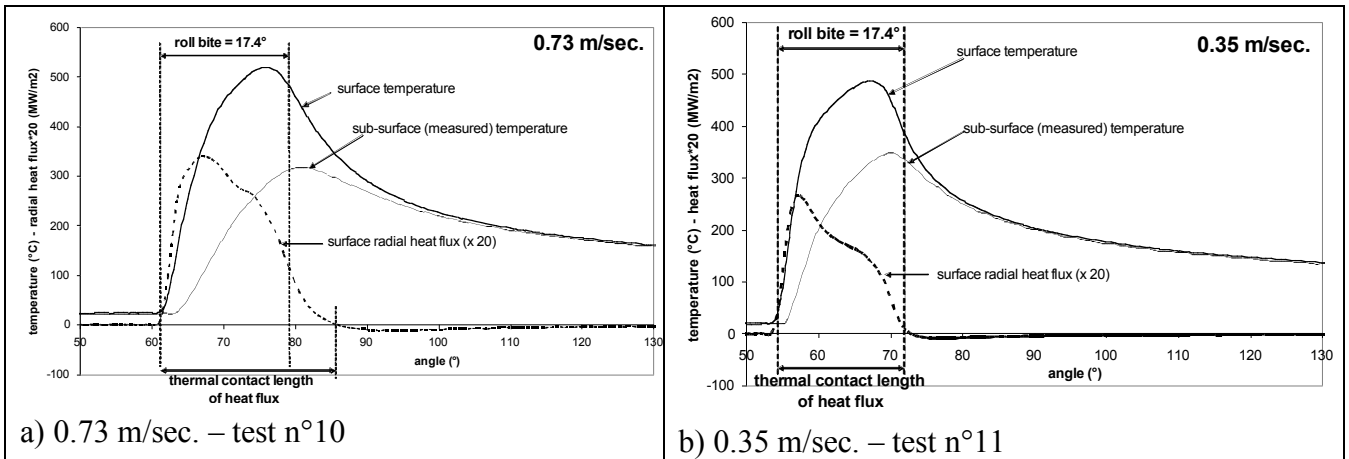 roll bite = 17.4°
0.73 m/sec.
surface temperature
sub-surface (measured) temperature
surface radial heat flux (x 20)
temperature (°C) - radial heat flux*20 (MW/m2)
600
500
400
300
200
100
0
-100
50 60 70 80 90 100 110 120 130
angle (°)
thermal contact length
of heat flux
a) 0.73 m/sec. – test n°10
roll bite = 17.4°
0.35 m/sec.
surface temperature
sub-surface (measured) temperature
surface radial heat flux (x 20)
temperature (°C) - heat flux*20 (MW/m2)
600
500
400
300
200
100
0
-100
50 60 70 80 90 100 110 120 130
angle (°)
thermal contact length
of heat flux
b) 0.35 m/sec. – test n°11